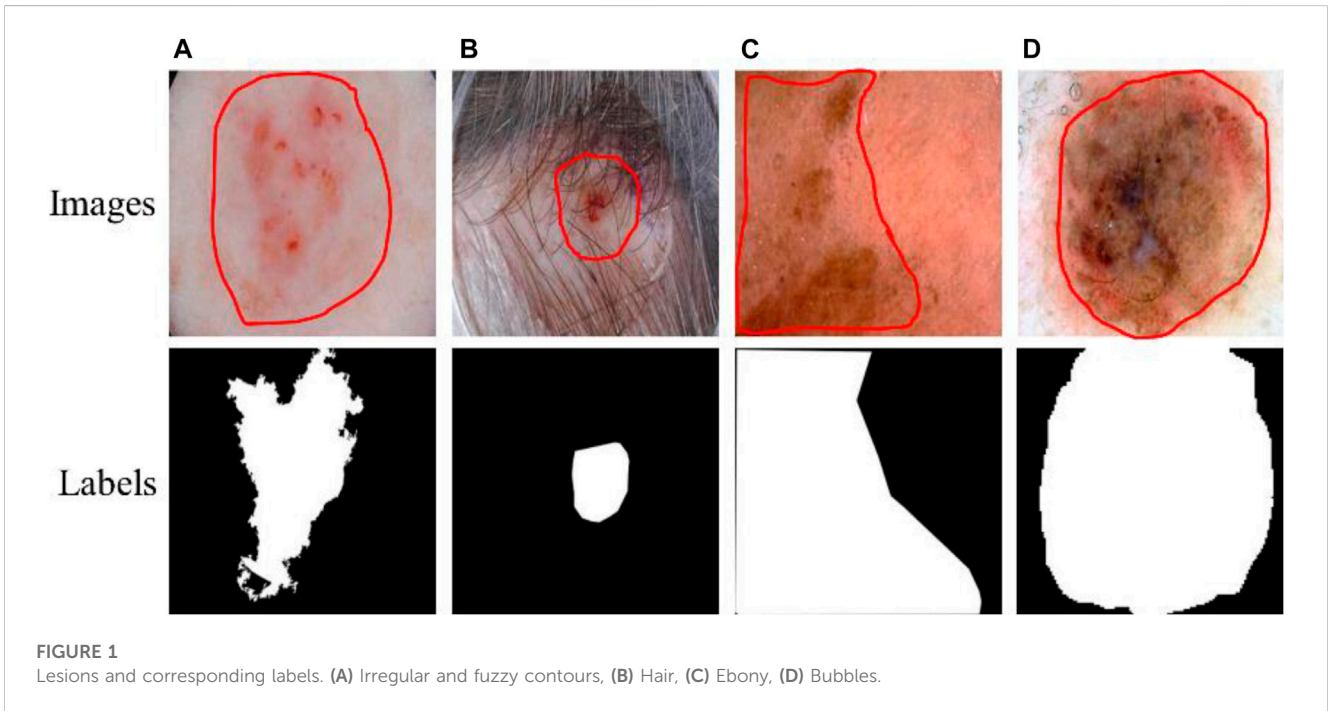 A B C D
Images
Labels
FIGURE 1
Lesions and corresponding labels. (A) Irregular and fuzzy contours, (B) Hair, (C) Ebony, (D) Bubbles.